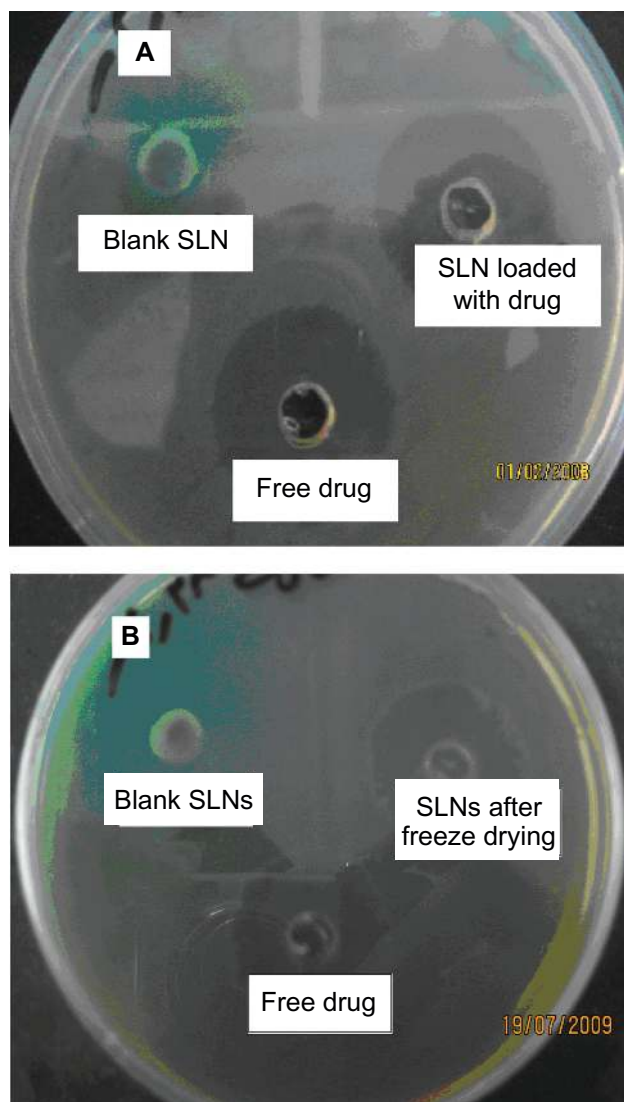 A
Blank SLN
SLN loaded
with drug
Free drug
01/02/2008
B
Blank SLNs
SLNs after
freeze drying
Free drug
19/07/2009